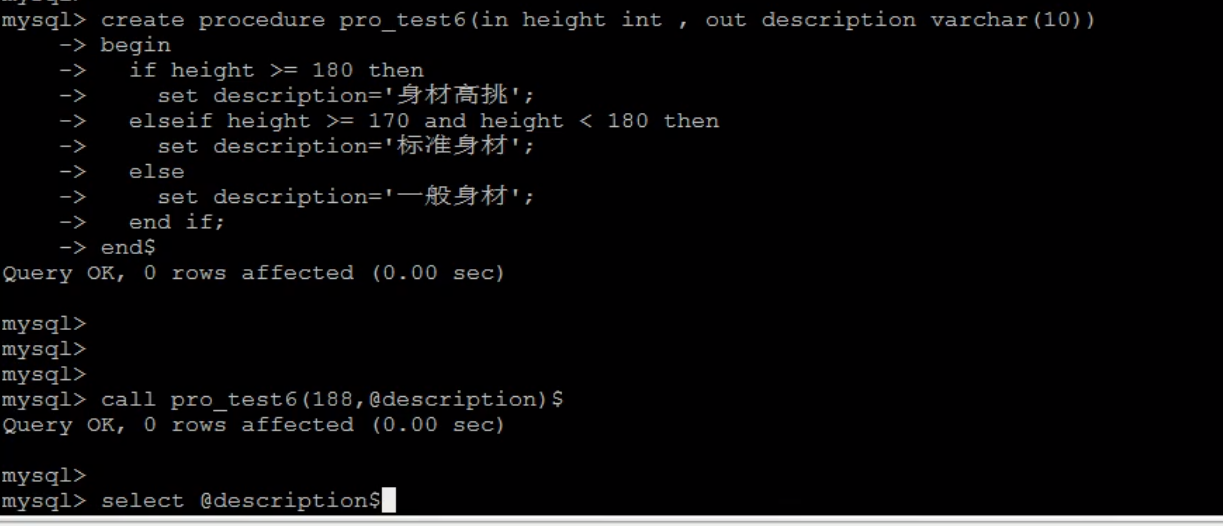 mysql> create procedure pro_test6(in height int , out description varchar(10))
    -> begin
    ->   if height >= 180 then
    ->     set description='身材高挑';
    ->   elseif height >= 170 and height < 180 then
    ->     set description='标准身材';
    ->   else
    ->     set description='一般身材';
    ->   end if;
    -> end$
Query OK, 0 rows affected (0.00 sec)
mysql>
mysql>
mysql>
mysql> call pro_test6(188,@description)$
Query OK, 0 rows affected (0.00 sec)
mysql>
mysql> select @description$